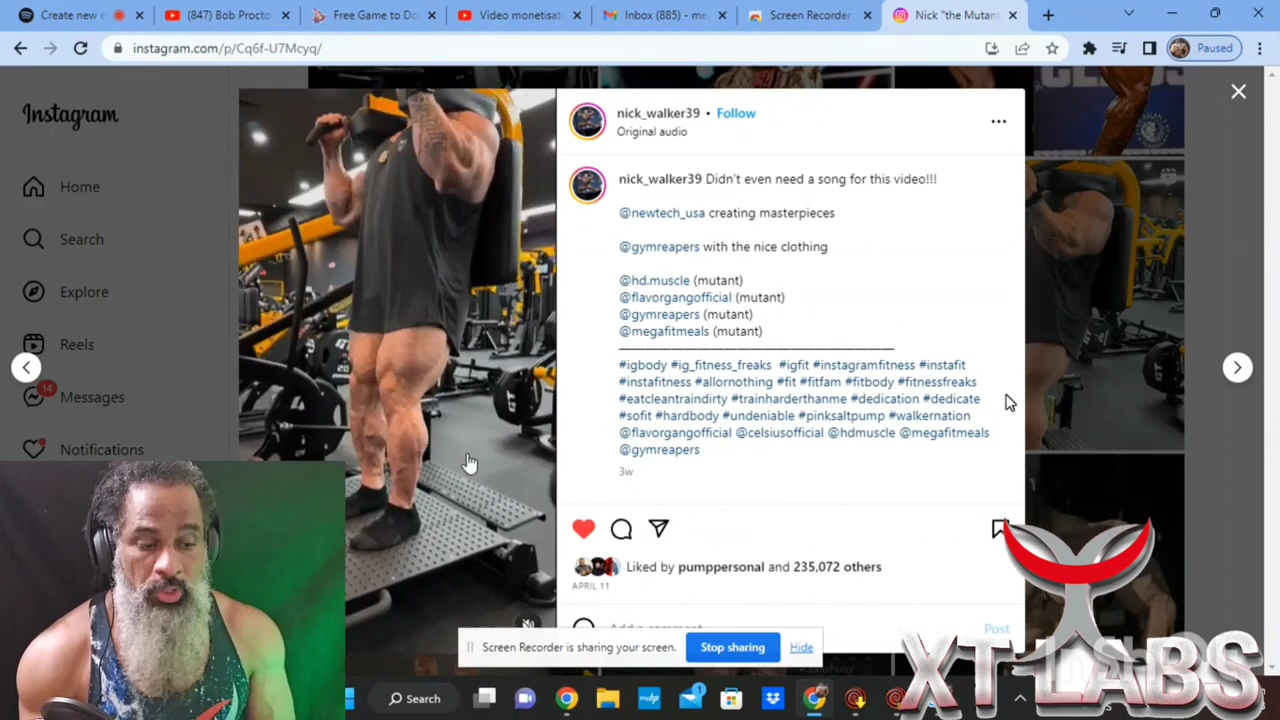 Create new e
(847) Bob Procto
Free Game to Do
Video monetisat
Inbox (885) - me
Screen Recorder
Nick "the Mutant
instagram.com/p/Cq6f-U7Mcyq/
Paused
Instagram
Home
Search
Explore
Reels
14
Messages
Notifications
nick_walker39 • Follow
Original audio
nick_walker39 Didn't even need a song for this video!!!
@newtech_usa creating masterpieces
@gymreapers with the nice clothing
@hd.muscle (mutant)
@flavorgangofficial (mutant)
@gymreapers (mutant)
@megafitmeals (mutant)
#igbody #ig_fitness_freaks #igfit #instagramfitness #instafit
#instafitness #allornothing #fit #fitfam #fitbody #fitnessfreaks
#eatcleantraindirty #trainharderthanme #dedication #dedicate
#sofit #hardbody #undeniable #pinksaltpump #walkernation
@flavorgangofficial @celsiusofficial @hdmuscle @megafitmeals
@gymreapers
3w
Liked by pumppersonal and 235,072 others
APRIL 11
Add a comment...
Post
Screen Recorder is sharing your screen.
Stop sharing
Hide
Search
myhp
1
XT LABS